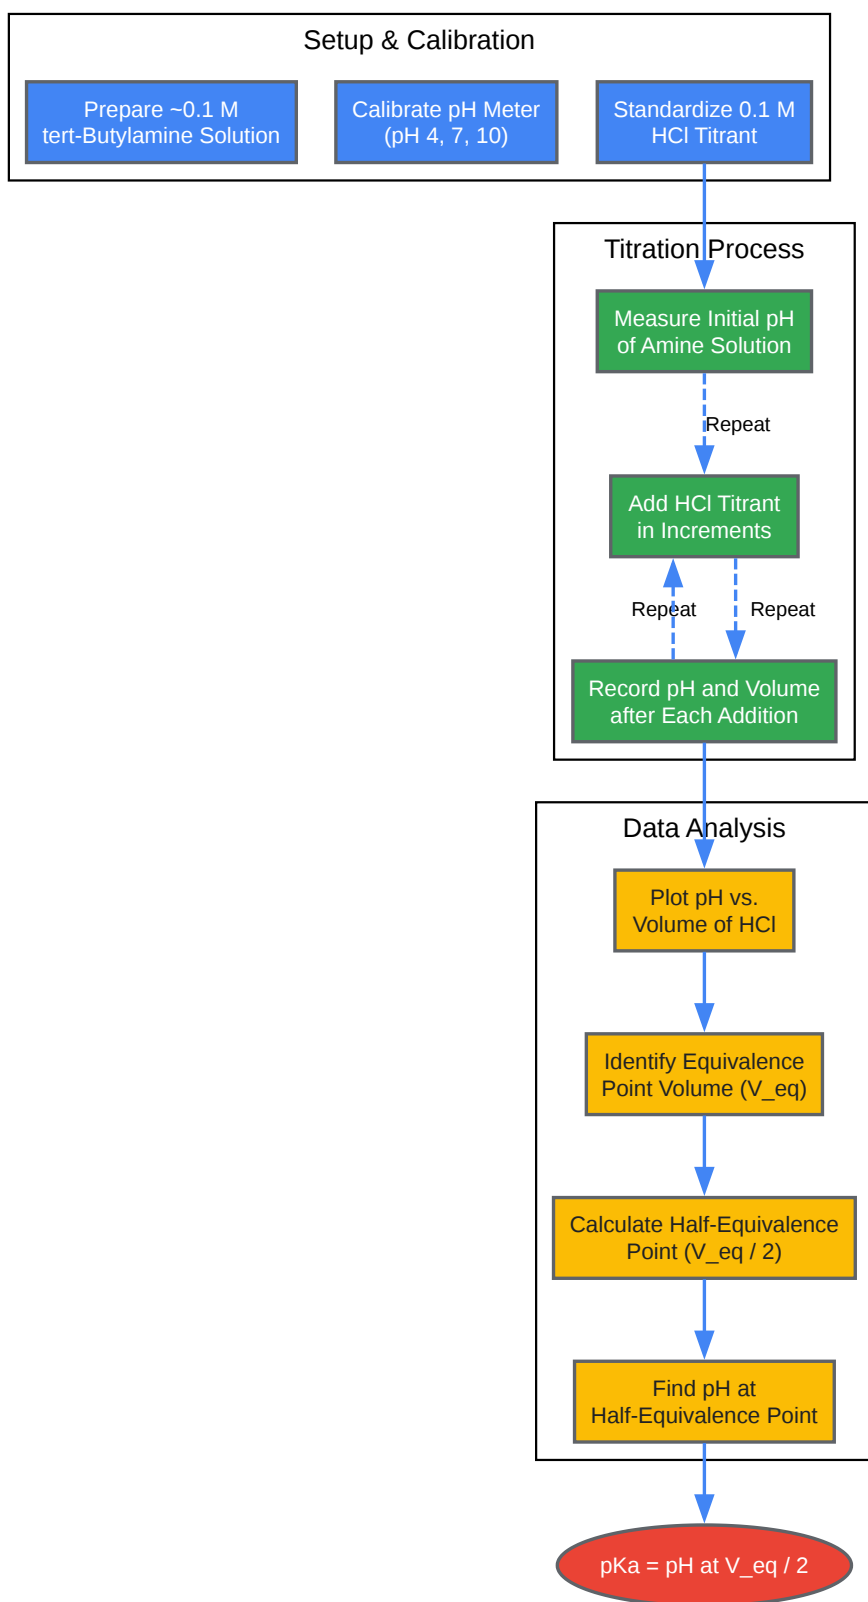 Setup & Calibration
Prepare ~0.1 M
tert-Butylamine Solution
Calibrate pH Meter
(pH 4, 7, 10)
Standardize 0.1 M
HCl Titrant
Titration Process
Measure Initial pH
of Amine Solution
Repeat
Add HCl Titrant
in Increments
Repeat
Repeat
Record pH and Volume
after Each Addition
Data Analysis
Plot pH vs.
Volume of HCl
Identify Equivalence
Point Volume (V_eq)
Calculate Half-Equivalence
Point (V_eq / 2)
Find pH at
Half-Equivalence Point
pKa = pH at V_eq / 2